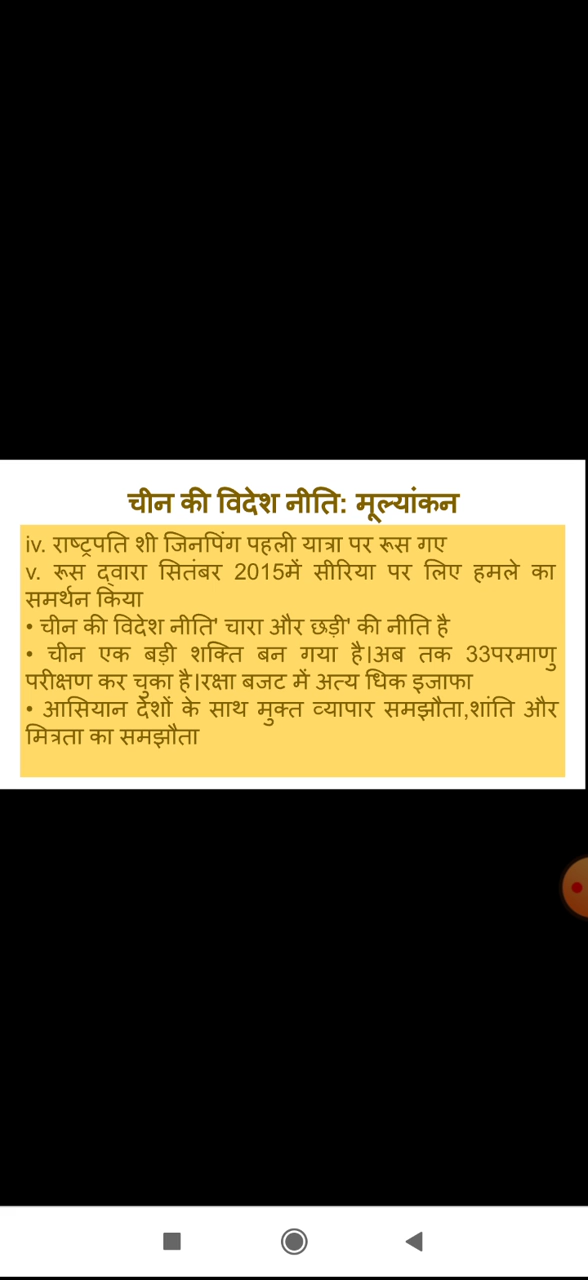 चीन की विदेश नीति: मूल्यांकन
iv. राष्ट्रपति शी जिनपिंग पहली यात्रा पर रूस गए
v. रूस द्वारा सितंबर 2015में सीरिया पर लिए हमले का
समर्थन किया
• चीन की विदेश नीति' चारा और छड़ी' की नीति है
• चीन एक बड़ी शक्ति बन गया है।अब तक 33परमाणु
परीक्षण कर चुका है।रक्षा बजट में अत्य धिक इजाफा
• आसियान देशों के साथ मुक्त व्यापार समझौता,शांति और
मित्रता का समझौता